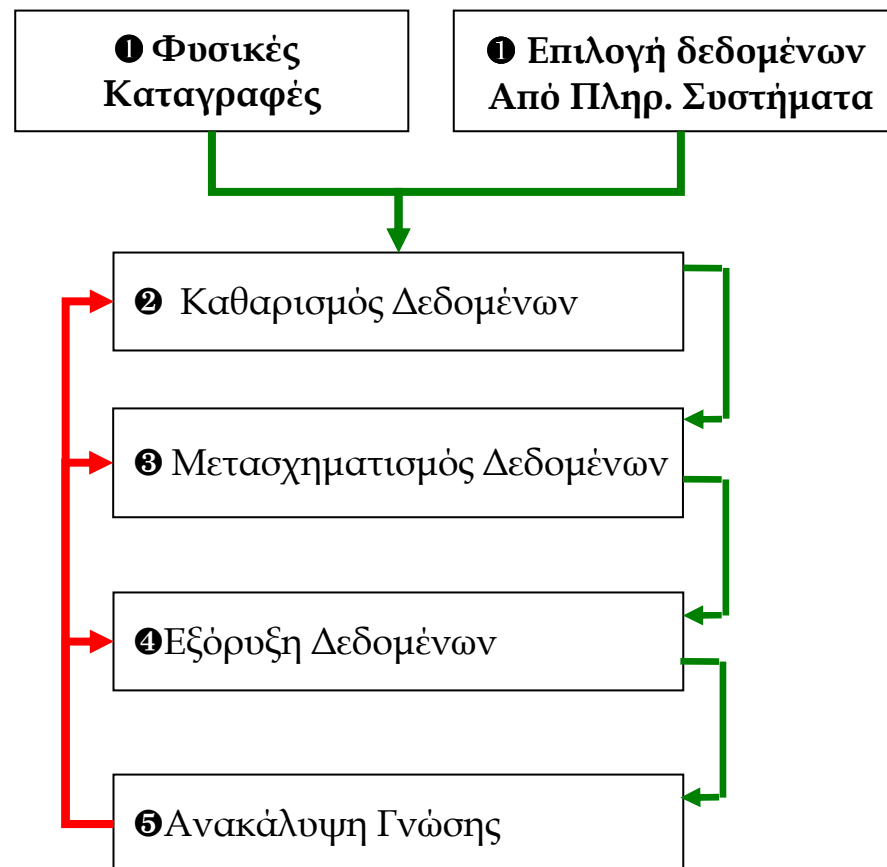 ❶ Φυσικές
Καταγραφές
❶ Επιλογή δεδομένων
Από Πληρ. Συστήματα
❷ Καθαρισμός Δεδομένων
❸ Μετασχηματισμός Δεδομένων
❹Εξόρυξη Δεδομένων
❺Ανακάλυψη Γνώσης